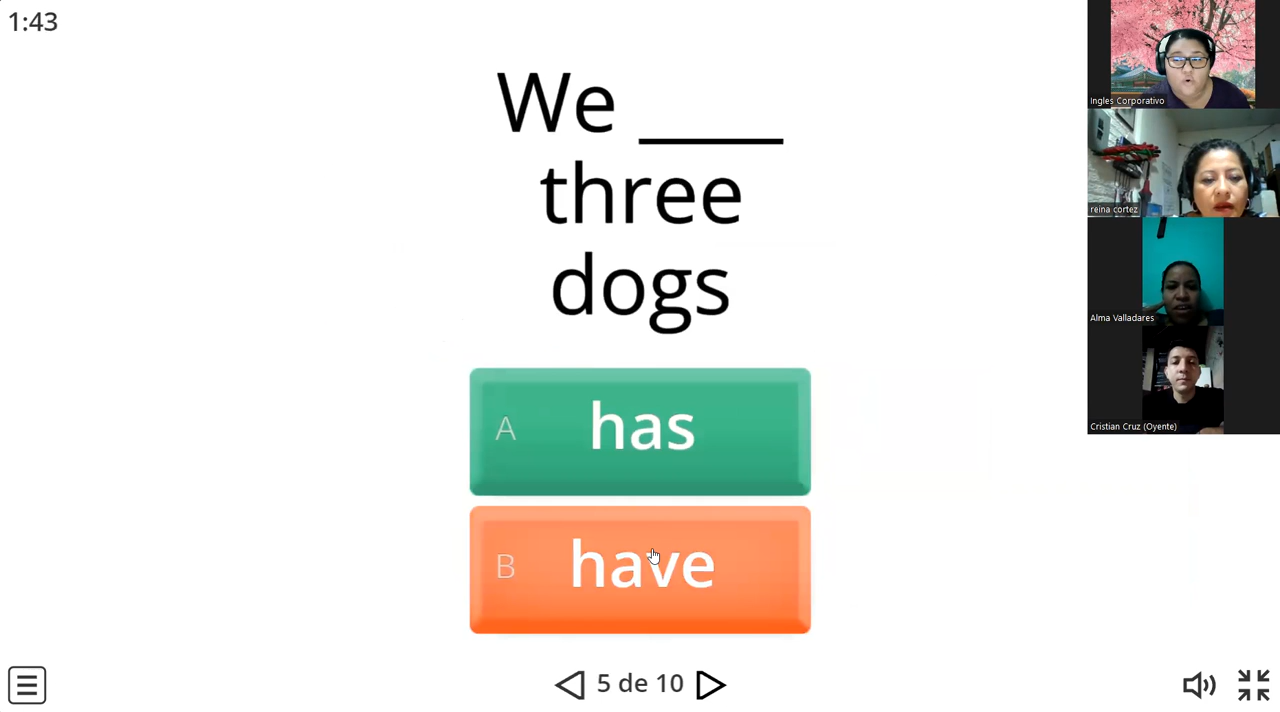 1:43
We ____
three
dogs
A has
B have
5 de 10
Ingles Corporativo
reina cortez
Alma Valladares
Cristian Cruz (Oyente)